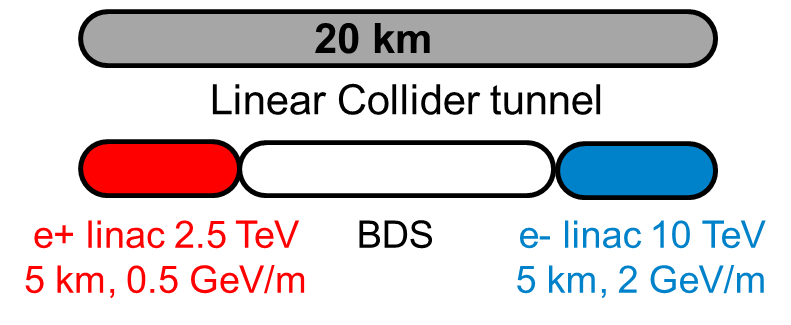 20 km
Linear Collider tunnel
e+ linac 2.5 TeV
5 km, 0.5 GeV/m
BDS
e- linac 10 TeV
5 km, 2 GeV/m